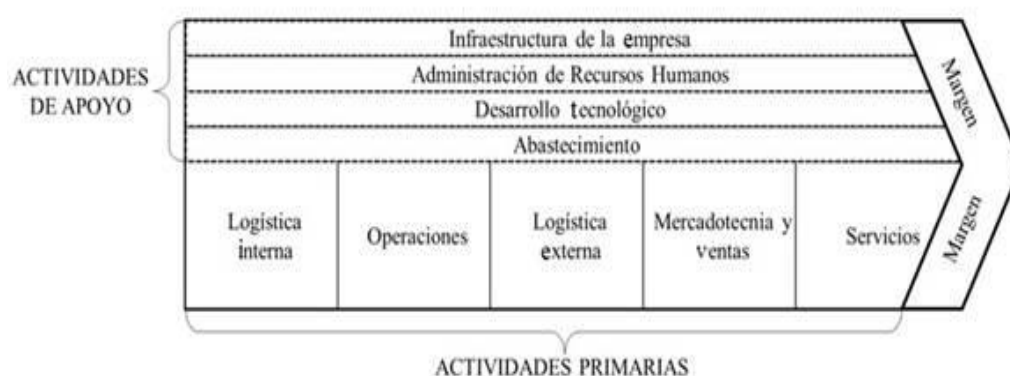 Infraestructura de la empresa
ACTIVIDADES
DE APOYO
Administración de Recursos Humanos
Desarrollo tecnológico
Abastecimiento
Margen
Logística
interna
Operaciones
Logística
externa
Mercadotecnia y
ventas
Servicios
Margen
ACTIVIDADES PRIMARIAS